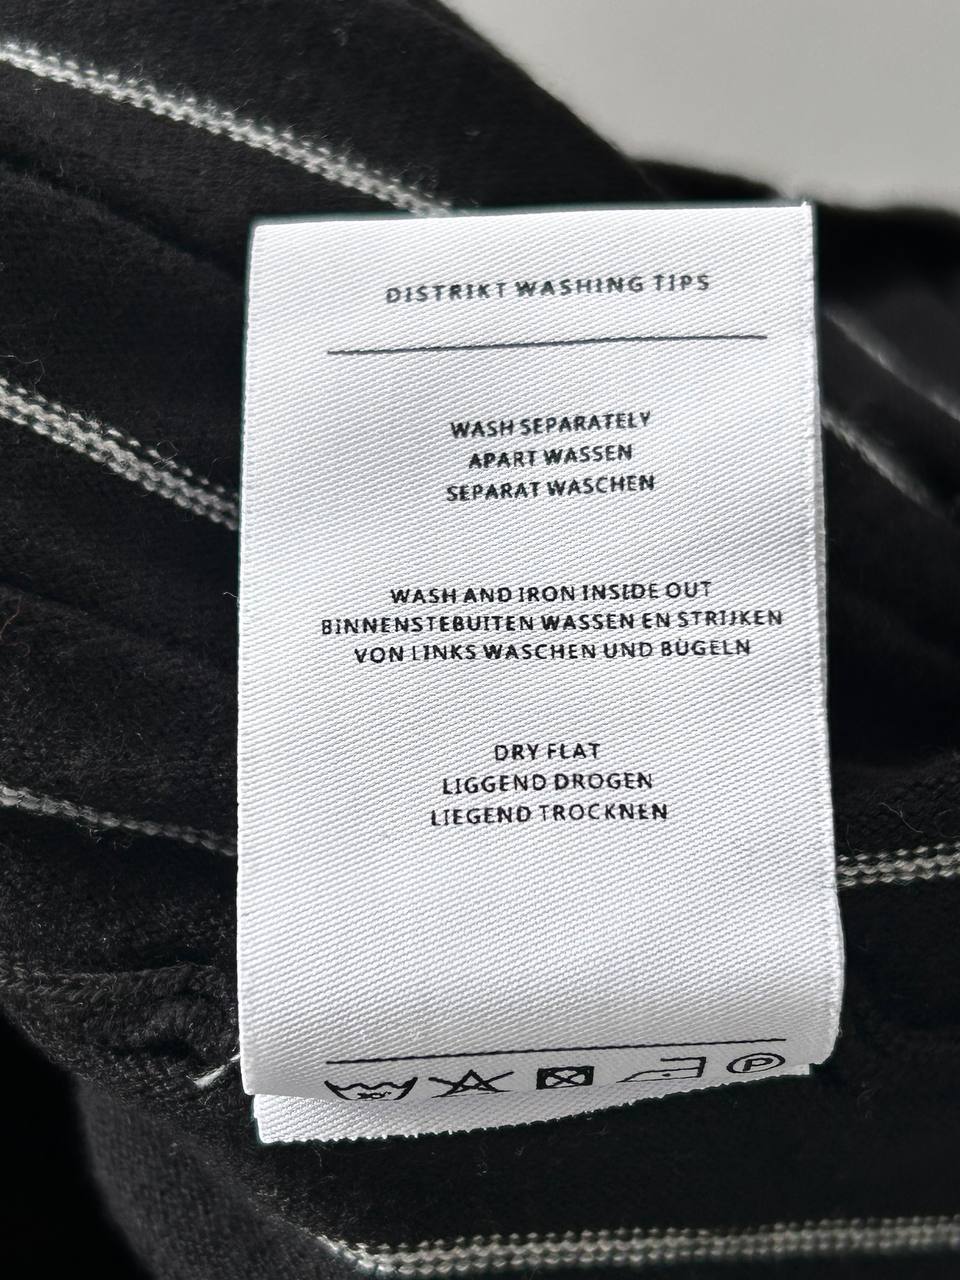 DISTRIKT WASHING TIPS
WASH SEPARATELY
APART WASSEN
SEPARAT WASCHEN
WASH AND IRON INSIDE OUT
BINNENSTEBUITEN WASSEN EN STRIJKEN
VON LINKS WASCHEN UND BÜGELN
DRY FLAT
LIGGEND DROGEN
LIEGEND TROCKNEN
P